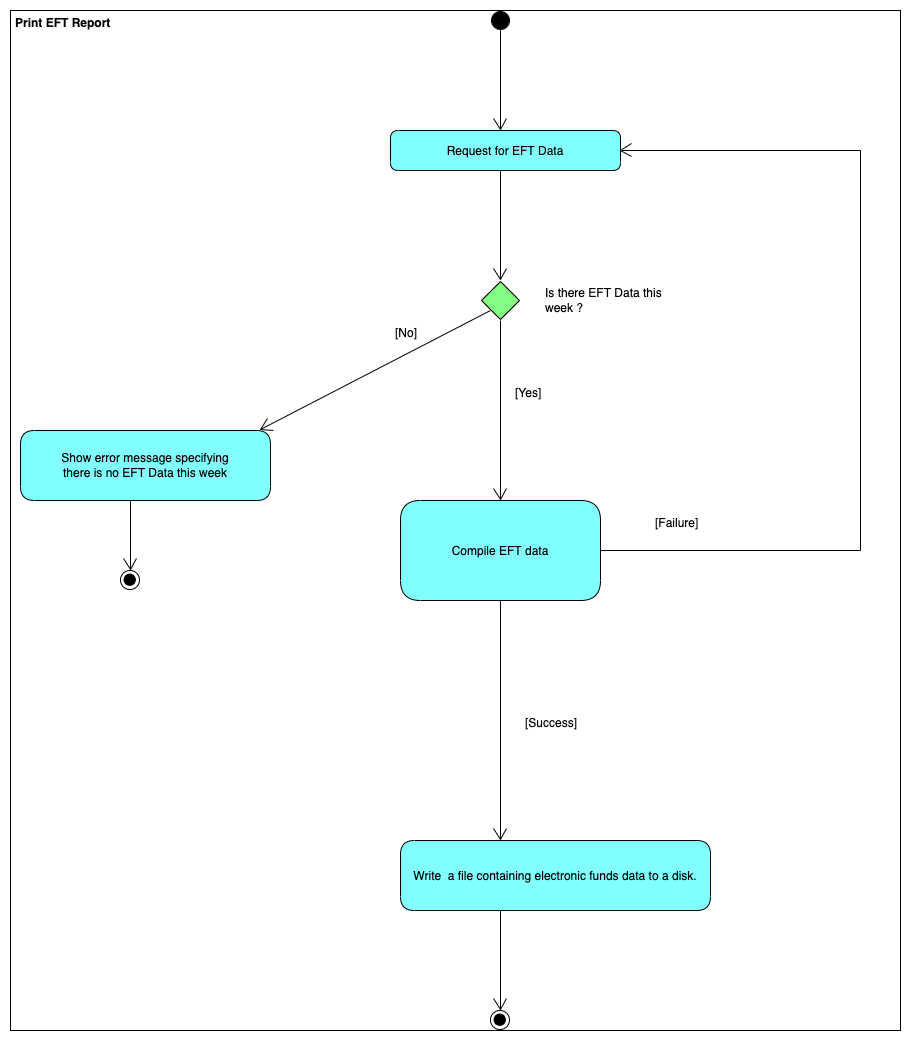 Print EFT Report
Request for EFT Data
Is there EFT Data this
week ?
[No]
[Yes]
Show error message specifying
there is no EFT Data this week
[Failure]
Compile EFT data
[Success]
Write  a file containing electronic funds data to a disk.